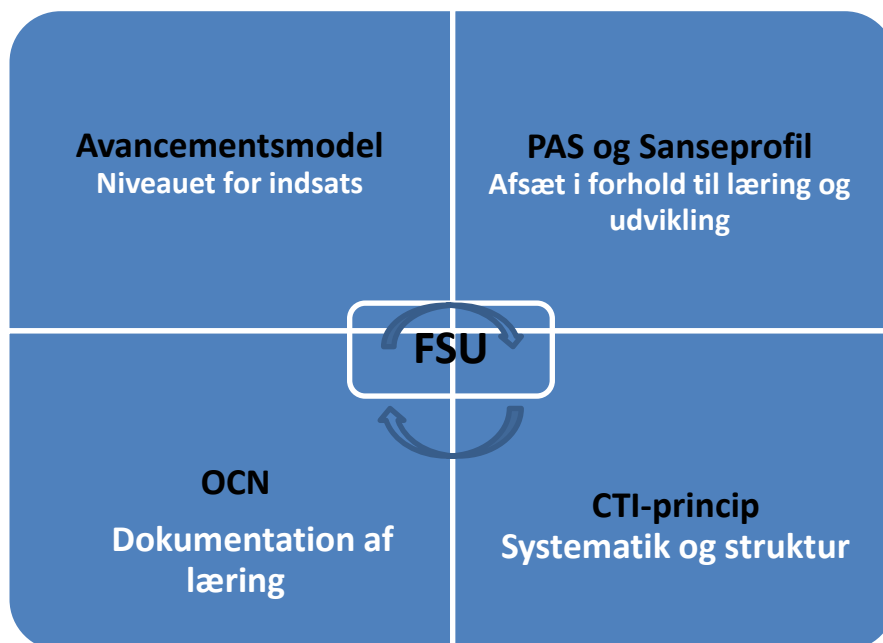 Avancementsmodel
Niveauet for indsats
PAS og Sanseprofil
Afsæt i forhold til læring og
udvikling
FSU
OCN
Dokumentation af
læring
CTI-princip
Systematik og struktur